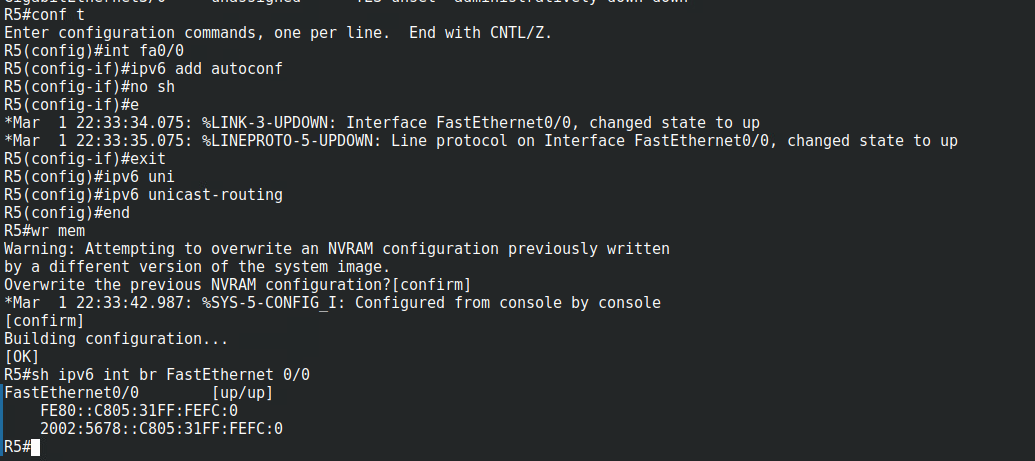 R5#conf t
Enter configuration commands, one per line.  End with CNTL/Z.
R5(config)#int fa0/0
R5(config-if)#ipv6 add autoconf
R5(config-if)#no sh
R5(config-if)#e
*Mar  1 22:33:34.075: %LINK-3-UPDOWN: Interface FastEthernet0/0, changed state to up
*Mar  1 22:33:35.075: %LINEPROTO-5-UPDOWN: Line protocol on Interface FastEthernet0/0, changed state to up
R5(config-if)#exit
R5(config)#ipv6 uni
R5(config)#ipv6 unicast-routing
R5(config)#end
R5#wr mem
Warning: Attempting to overwrite an NVRAM configuration previously written
by a different version of the system image.
Overwrite the previous NVRAM configuration?[confirm]
*Mar  1 22:33:42.987: %SYS-5-CONFIG_I: Configured from console by console
[confirm]
Building configuration...
[OK]
R5#sh ipv6 int br FastEthernet 0/0
FastEthernet0/0        [up/up]
    FE80::C805:31FF:FEFC:0
    2002:5678::C805:31FF:FEFC:0
R5#